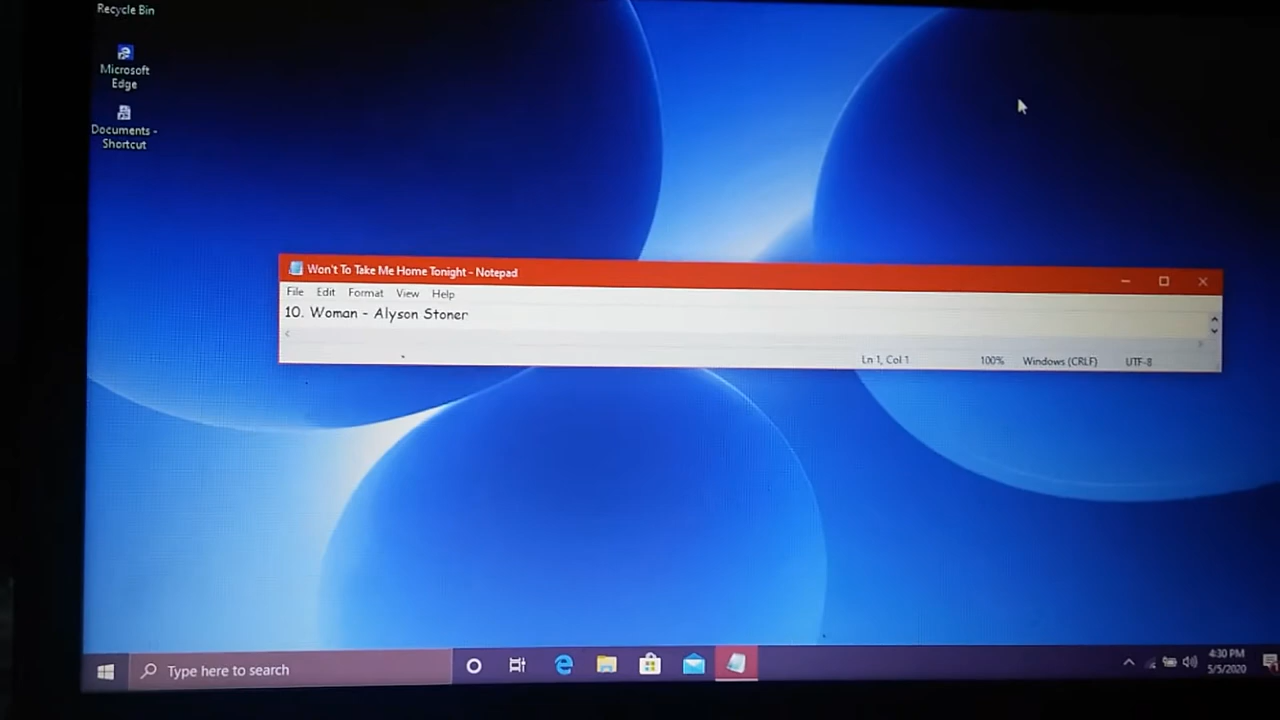 Recycle Bin
Microsoft
Edge
Documents -
Shortcut
Won't To Take Me Home Tonight - Notepad
File Edit Format View Help
10. Woman - Alyson Stoner
Ln 1, Col 1 100% Windows (CRLF) UTF-8
Type here to search
4:30 PM
5/5/2020